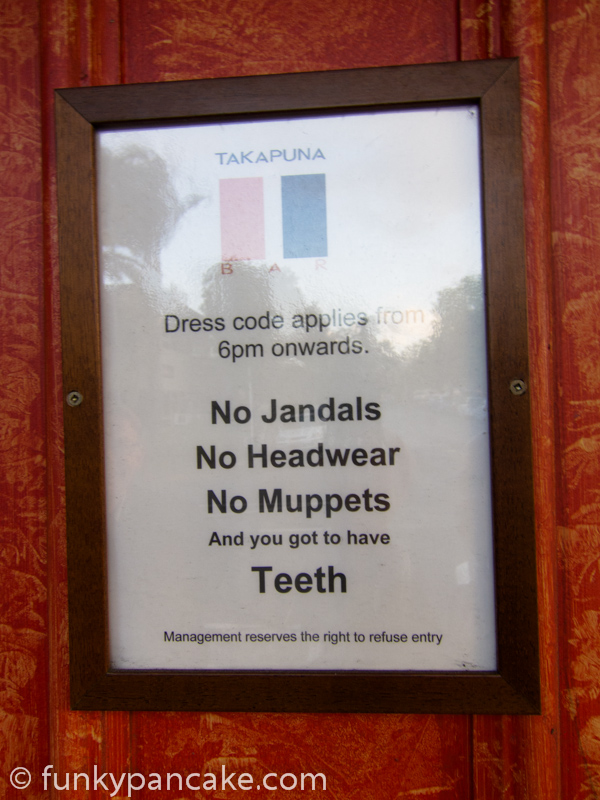 TAKAPUNA
BAR
Dress code applies from
6pm onwards.
No Jandals
No Headwear
No Muppets
And you got to have
Teeth
Management reserves the right to refuse entry
© funkypancake.com